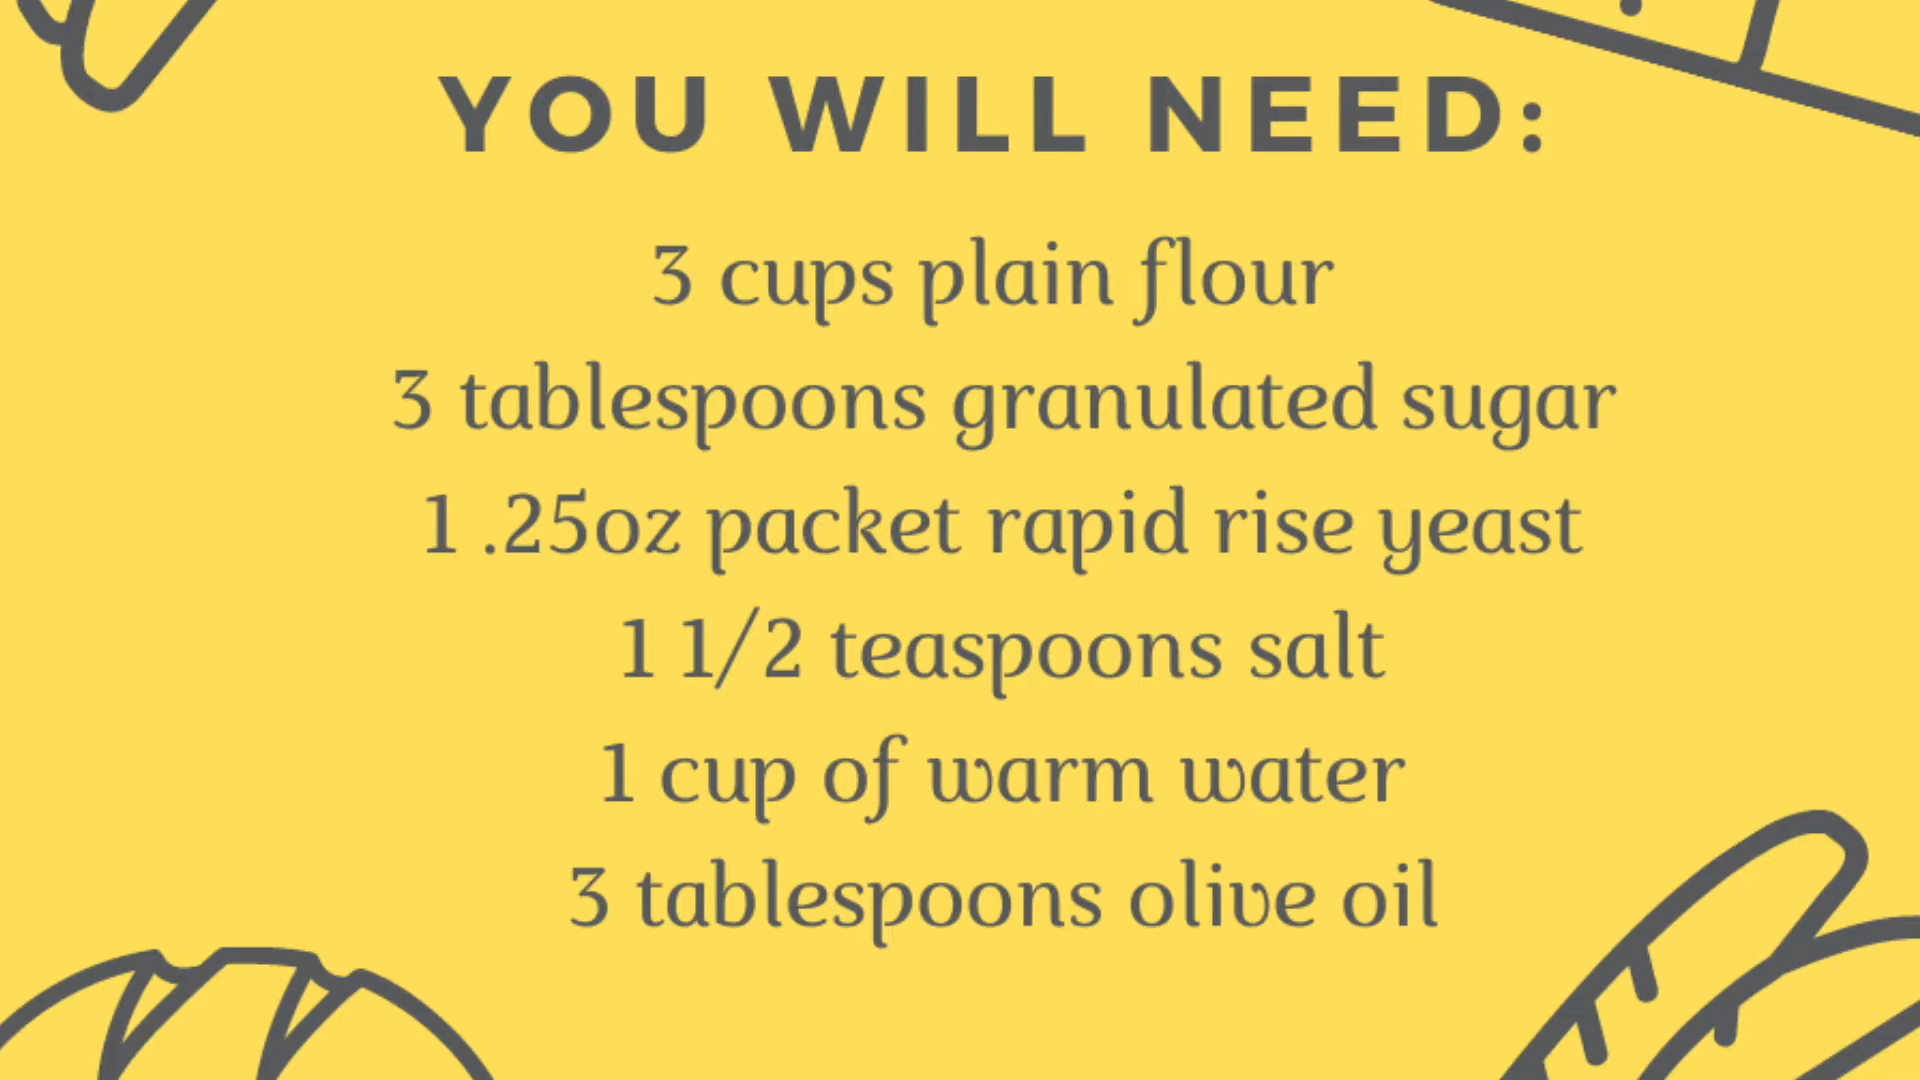 YOU WILL NEED:
3 cups plain flour
3 tablespoons granulated sugar
1 .25oz packet rapid rise yeast
1 1/2 teaspoons salt
1 cup of warm water
3 tablespoons olive oil